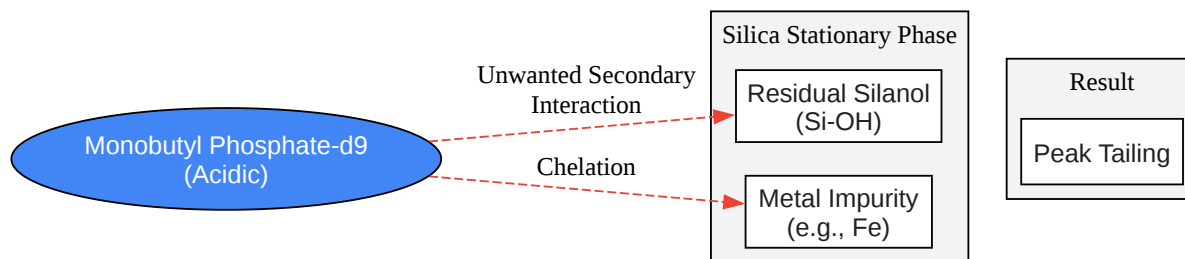 Monobutyl Phosphate-d9
(Acidic)
Unwanted Secondary
Interaction
Chelation
Silica Stationary Phase
Residual Silanol
(Si-OH)
Metal Impurity
(e.g., Fe)
Result
Peak Tailing